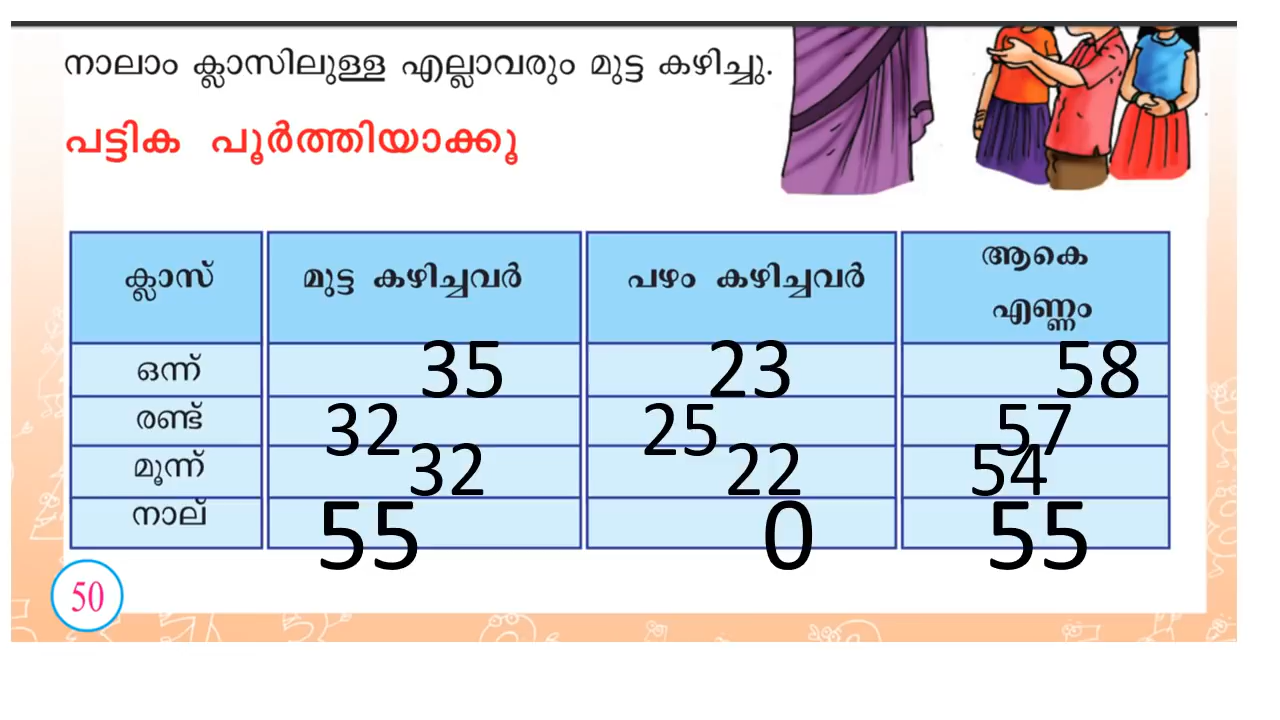 നാലാം ക്ലാസിലുള്ള എല്ലാവരും മുട്ട കഴിച്ചു.
പട്ടിക പൂർത്തിയാക്കൂ
ക്ലാസ് മുട്ട കഴിച്ചവർ പഴം കഴിച്ചവർ ആകെ എണ്ണം
ഒന്ന് 35 23 58
രണ്ട് 32 25 57
മൂന്ന് 32 22 54
നാല് 55 0 55
50